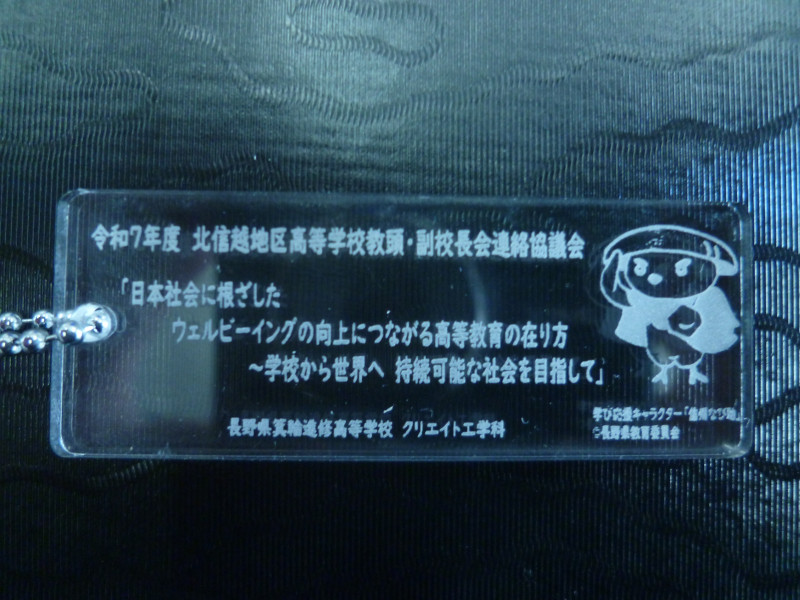 令和7年度 北信越地区高等学校教頭・副校長会連絡協議会
「日本社会に根ざした
ウェルビーイングの向上につながる高等教育の在り方
～学校から世界へ 持続可能な社会を目指して」
長野県箕輪進修高等学校 クリエイト工学科
学び応援キャラクター「信州なび助」
©長野県教育委員会